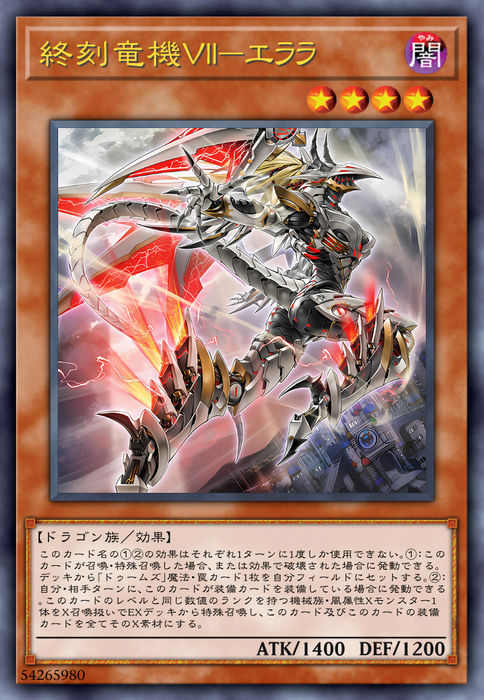 終刻竜機Ⅶ－エララ
やみ
闇
【ドラゴン族／効果】
このカード名の①②の効果はそれぞれ1ターンに1度しか使用できない。①：この
カードが召喚・特殊召喚した場合、または効果で破壊された場合に発動できる。
デッキから「ドゥームズ」魔法・罠カード1枚を自分フィールドにセットする。②：
自分・相手ターンに、このカードが装備カードを装備している場合に発動できる
。このカードのレベルと同じ数値のランクを持つ機械族・風属性Xモンスター1
体をX召喚扱いでEXデッキから特殊召喚し、このカード及びこのカードの装備
カードを全てそのX素材にする。
ATK/1400 DEF/1200
54265980